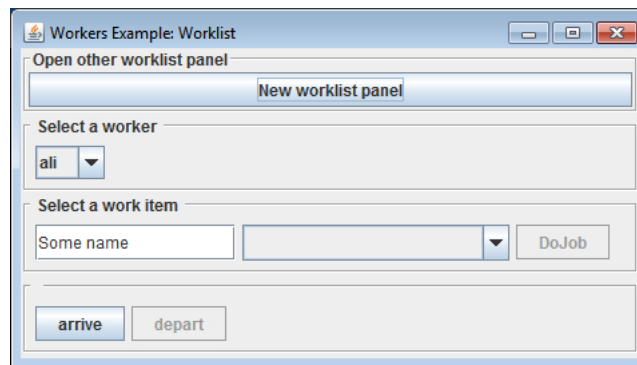 Workers Example: Worklist
Open other worklist panel
New worklist panel
Select a worker
ali
Select a work item
Some name
DoJob
arrive
depart